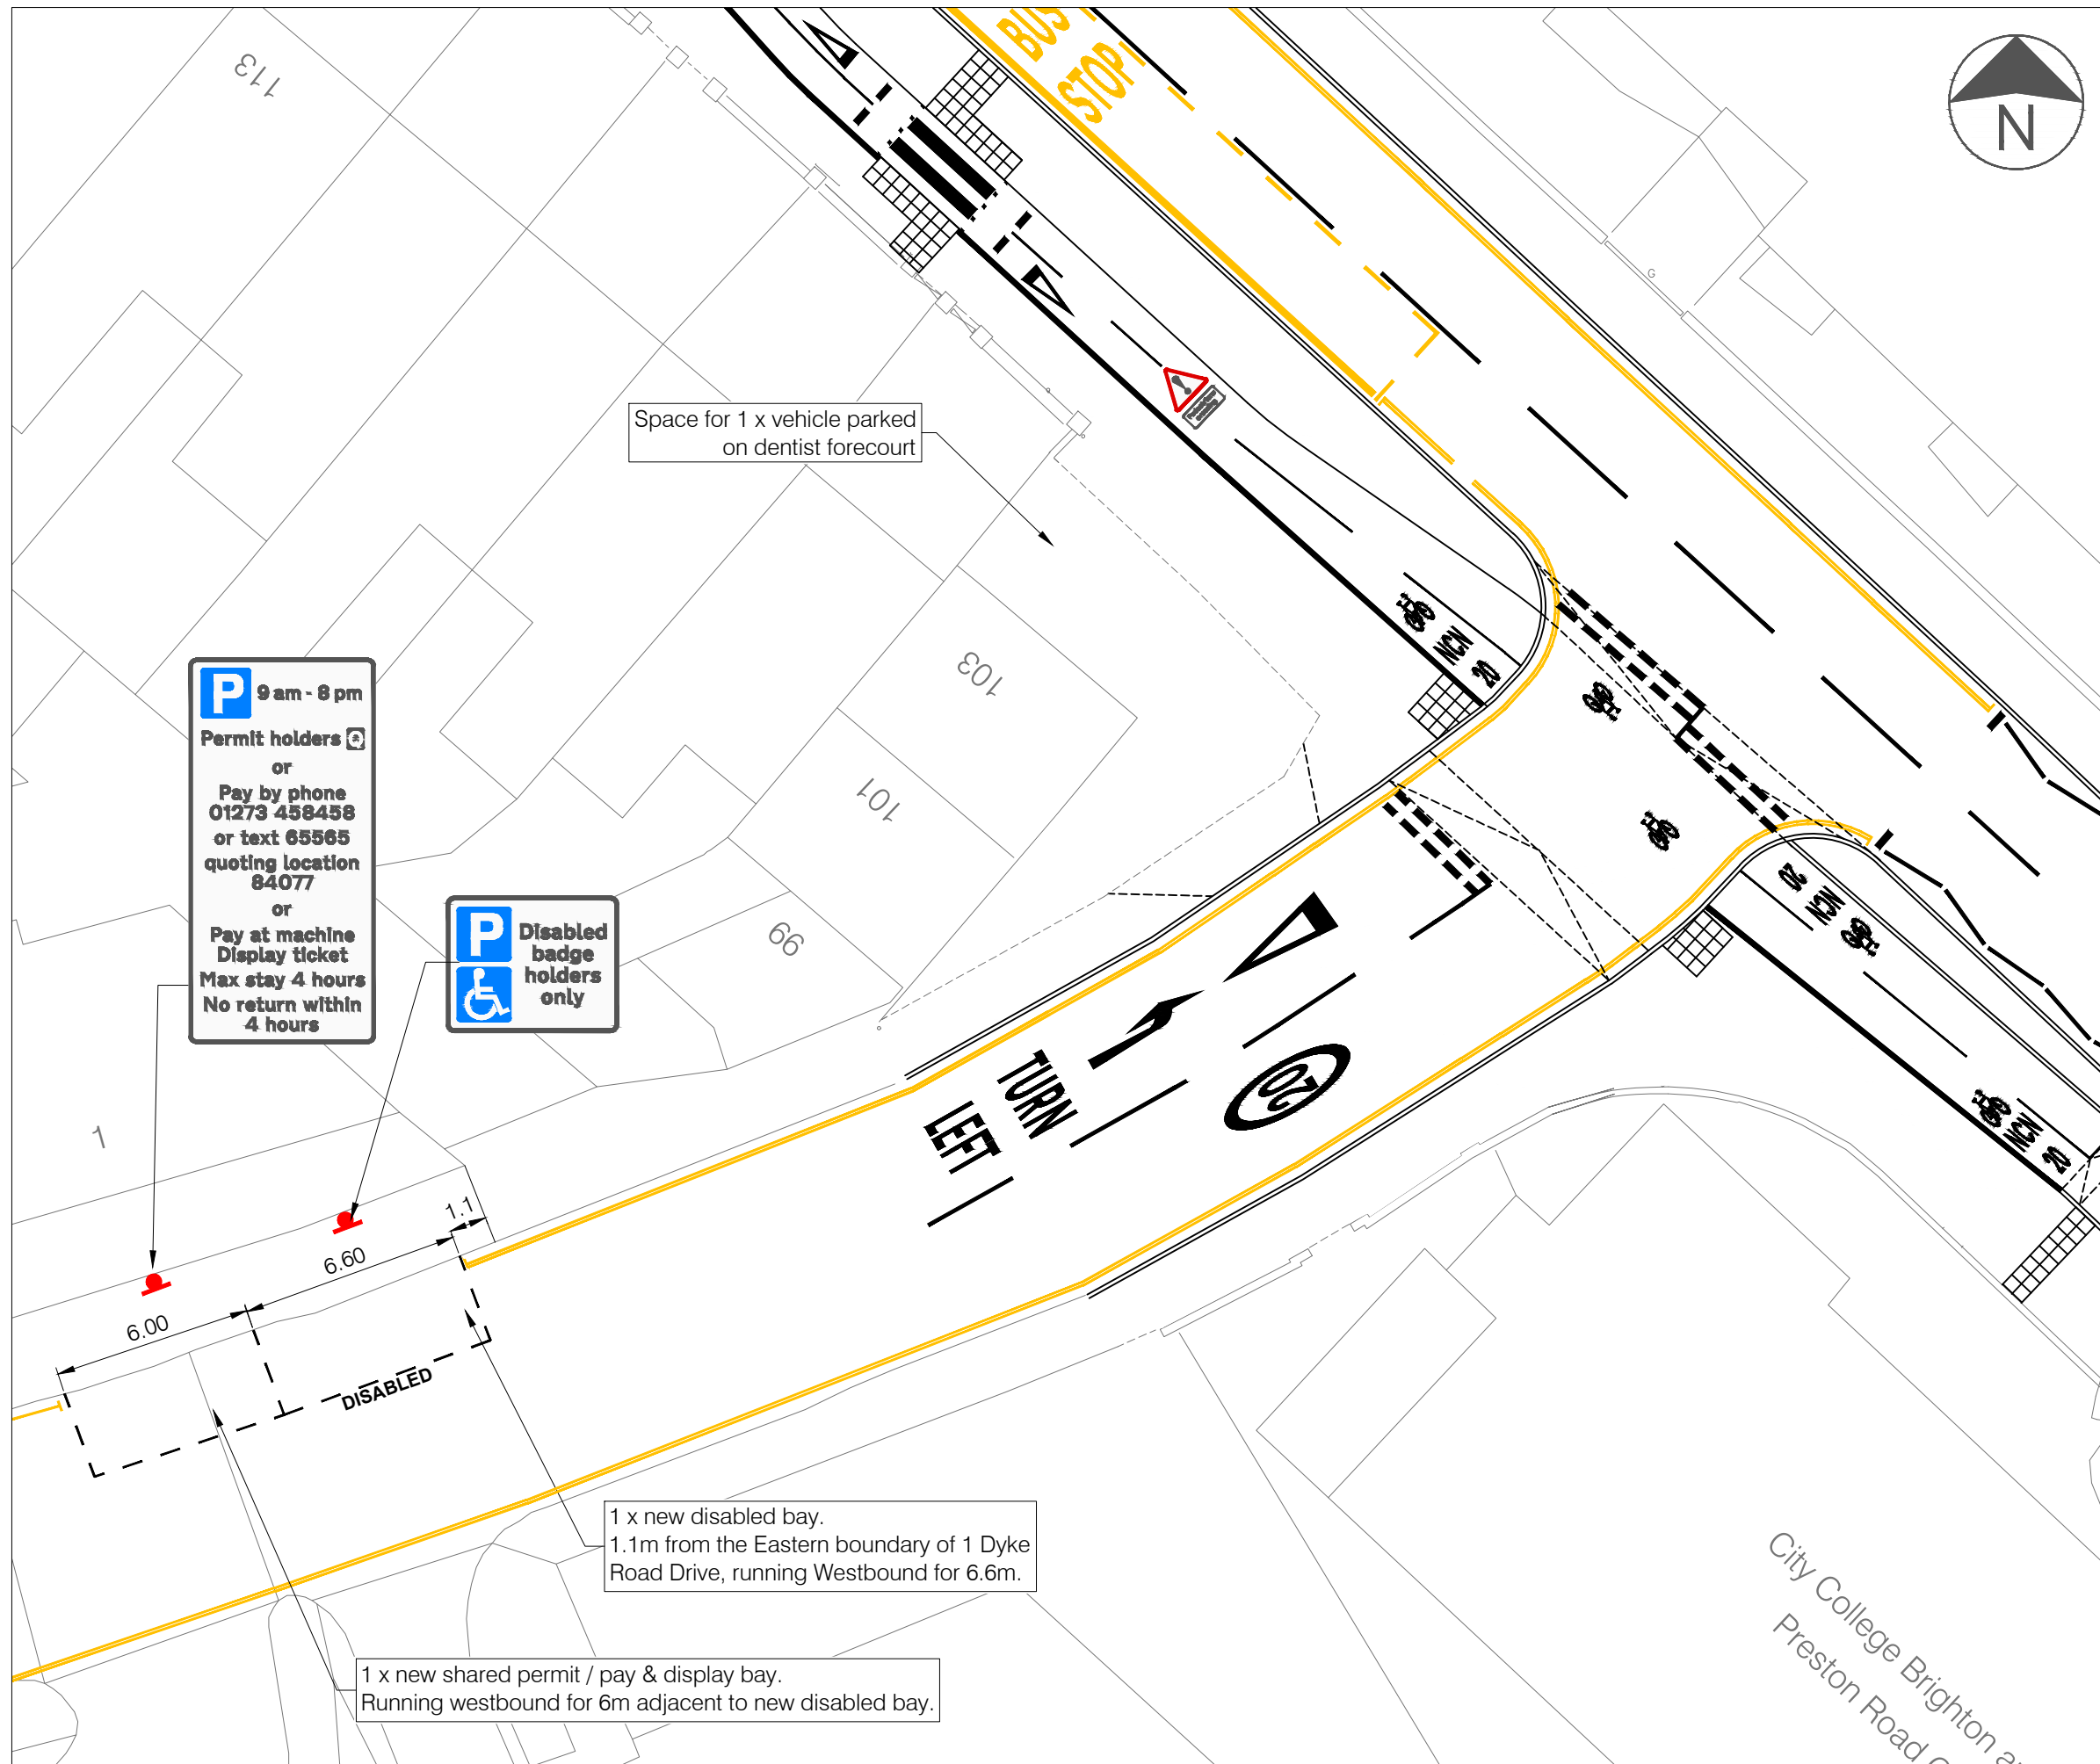 113
BUS
STOP
N
G
Space for 1 x vehicle parked
on dentist forecourt
103
101
99
NCN
20
20
NCN
NCN
20
P 9 am - 8 pm
Permit holders Q
or
Pay by phone
01273 458458
or text 65565
quoting location
84077
or
Pay at machine
Display ticket
Max stay 4 hours
No return within
4 hours
P Disabled
badge
holders
only
TURN
LEFT
20
1
1.1
6.60
6.00
DISABLED
1 x new disabled bay.
1.1m from the Eastern boundary of 1 Dyke
Road Drive, running Westbound for 6.6m.
1 x new shared permit / pay & display bay.
Running westbound for 6m adjacent to new disabled bay.
City College Brighton
Preston Road